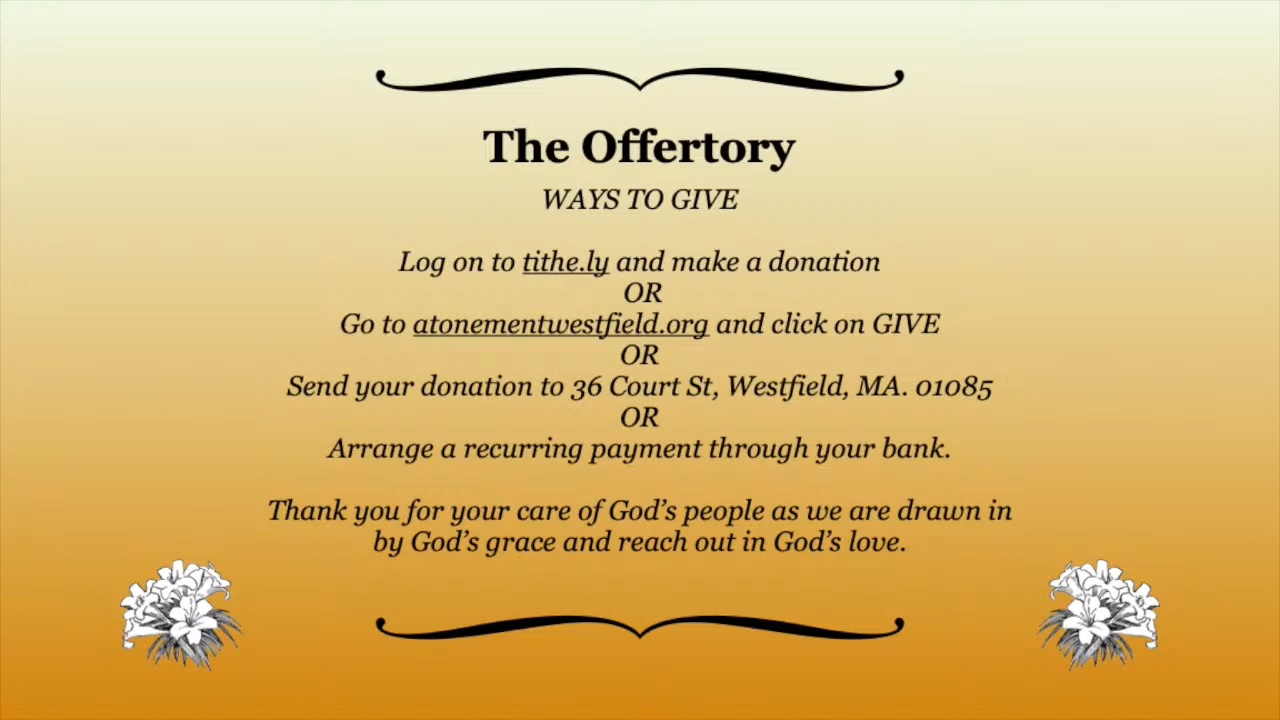 The Offertory
WAYS TO GIVE
Log on to tithe.ly and make a donation
OR
Go to atonementwestfield.org and click on GIVE
OR
Send your donation to 36 Court St, Westfield, MA. 01085
OR
Arrange a recurring payment through your bank.
Thank you for your care of God’s people as we are drawn in
by God’s grace and reach out in God’s love.